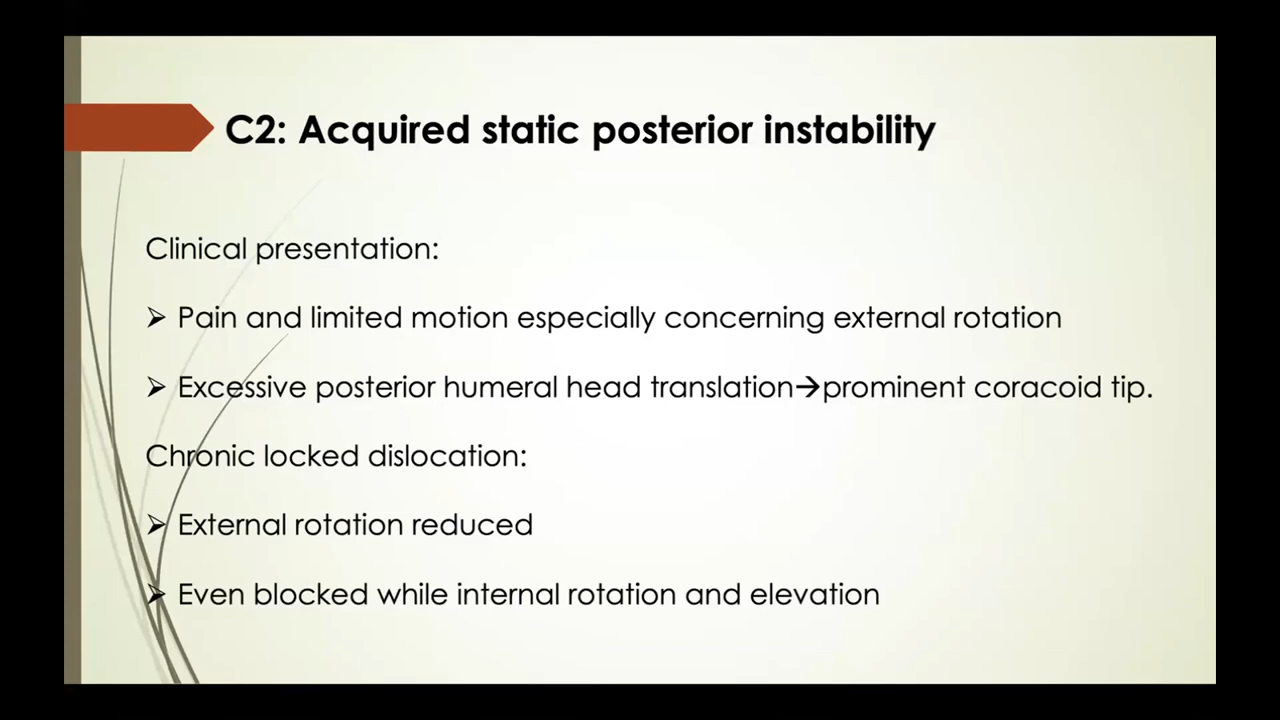 C2: Acquired static posterior instability
Clinical presentation:
➢ Pain and limited motion especially concerning external rotation
➢ Excessive posterior humeral head translation→prominent coracoid tip.
Chronic locked dislocation:
➢ External rotation reduced
➢ Even blocked while internal rotation and elevation